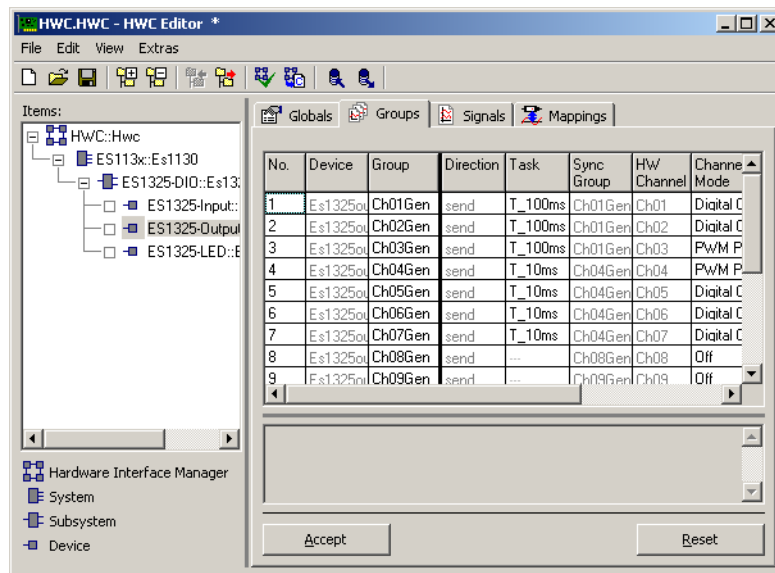 HWC.HWC - HWC Editor *
File Edit View Extras
Items:
HWC::Hwc
ES113x::Es1130
ES1325-DIO::Es13
ES1325-Input::
ES1325-Outpu
ES1325-LED::E
Hardware Interface Manager
System
Subsystem
Device
Globals Groups Signals Mappings
No. Device Group Direction Task Sync Group HW Channel Channe Mode
1 Es1325ou Ch01Gen send T_100ms Ch01Gen Ch01 Digital O
2 Es1325ou Ch02Gen send T_100ms Ch01Gen Ch02 Digital O
3 Es1325ou Ch03Gen send T_100ms Ch01Gen Ch03 PWM P
4 Es1325ou Ch04Gen send T_10ms Ch04Gen Ch04 PWM P
5 Es1325ou Ch05Gen send T_10ms Ch04Gen Ch05 Digital O
6 Es1325ou Ch06Gen send T_10ms Ch04Gen Ch06 Digital O
7 Es1325ou Ch07Gen send T_10ms Ch04Gen Ch07 Digital O
8 Es1325ou Ch08Gen send --- Ch08Gen Ch08 Off
9 Es1325ou Ch09Gen send --- Ch09Gen Ch09 Off
Accept Reset